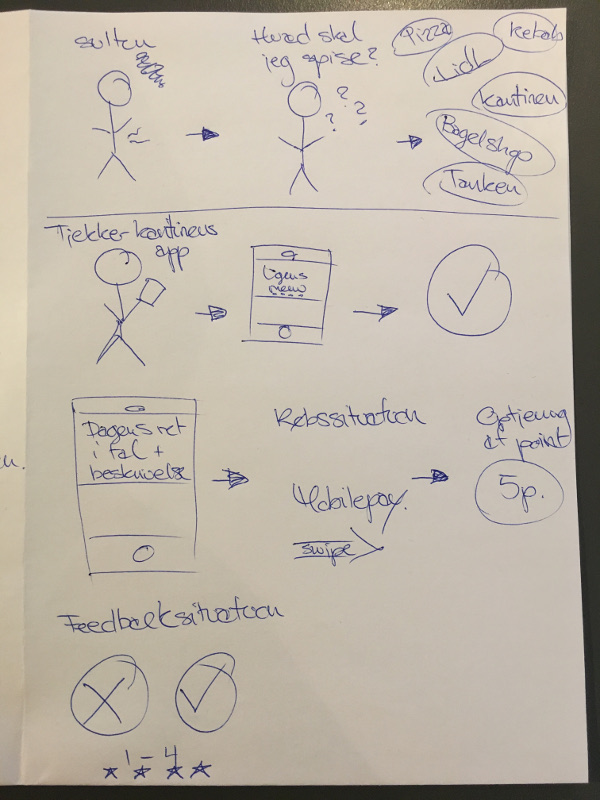 sulten
Hvad skal
jeg spise?
? ? ?
Pizza
Kebab
Lidl
Kantinen
Bagelshop
Tanken
Tjekker kantinens
app
Ugens
menu
Dagens ret
i tal +
beskrivelse
Købssituation
Mobilepay
swipe
Optjening
af point
5p.
Feedbacksituation
1-4
n.